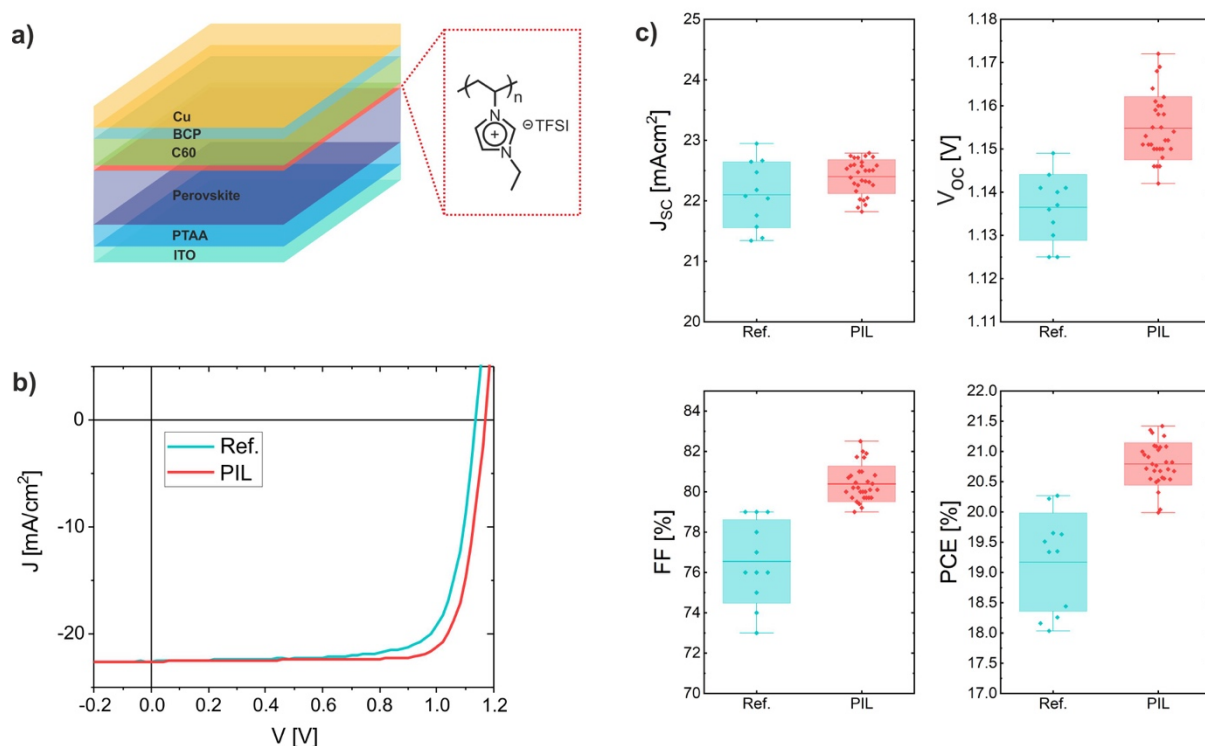 a)
Cu
BCP
C60
Perovskite
PTAA
ITO
n
N
+
N
⊖TFSI
b)
J [mA/cm²]
0
-10
-20
Ref.
PIL
-0.2 0.0 0.2 0.4 0.6 0.8 1.0 1.2
V [V]
c)
J_SC [mAcm²]
25
24
23
22
21
20
Ref. PIL
V_OC [V]
1.18
1.17
1.16
1.15
1.14
1.13
1.12
1.11
Ref. PIL
FF [%]
84
82
80
78
76
74
72
70
Ref. PIL
PCE [%]
22.0
21.5
21.0
20.5
20.0
19.5
19.0
18.5
18.0
17.5
17.0
Ref. PIL